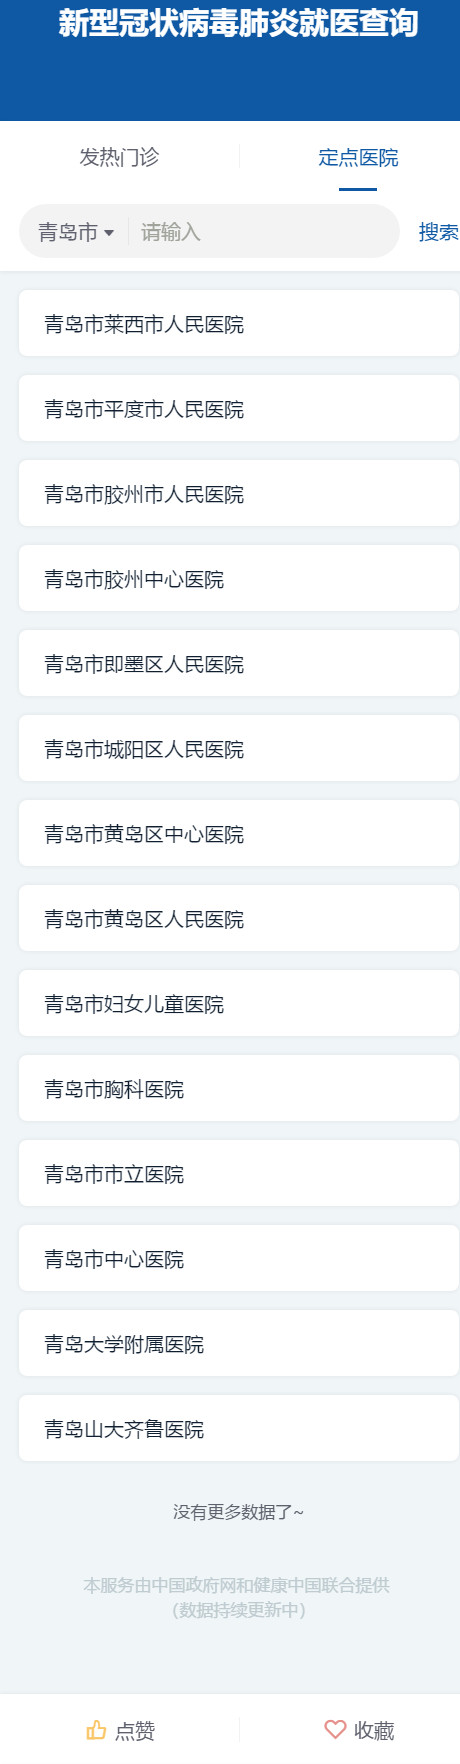 新型冠状病毒肺炎就医查询
发热门诊 定点医院
青岛市 请输入 搜索
青岛市莱西市人民医院
青岛市平度市人民医院
青岛市胶州市人民医院
青岛市胶州中心医院
青岛市即墨区人民医院
青岛市城阳区人民医院
青岛市黄岛区中心医院
青岛市黄岛区人民医院
青岛市妇女儿童医院
青岛市胸科医院
青岛市市立医院
青岛市中心医院
青岛大学附属医院
青岛山大齐鲁医院
没有更多数据了~
本服务由中国政府网和健康中国联合提供
（数据持续更新中）
点赞 收藏